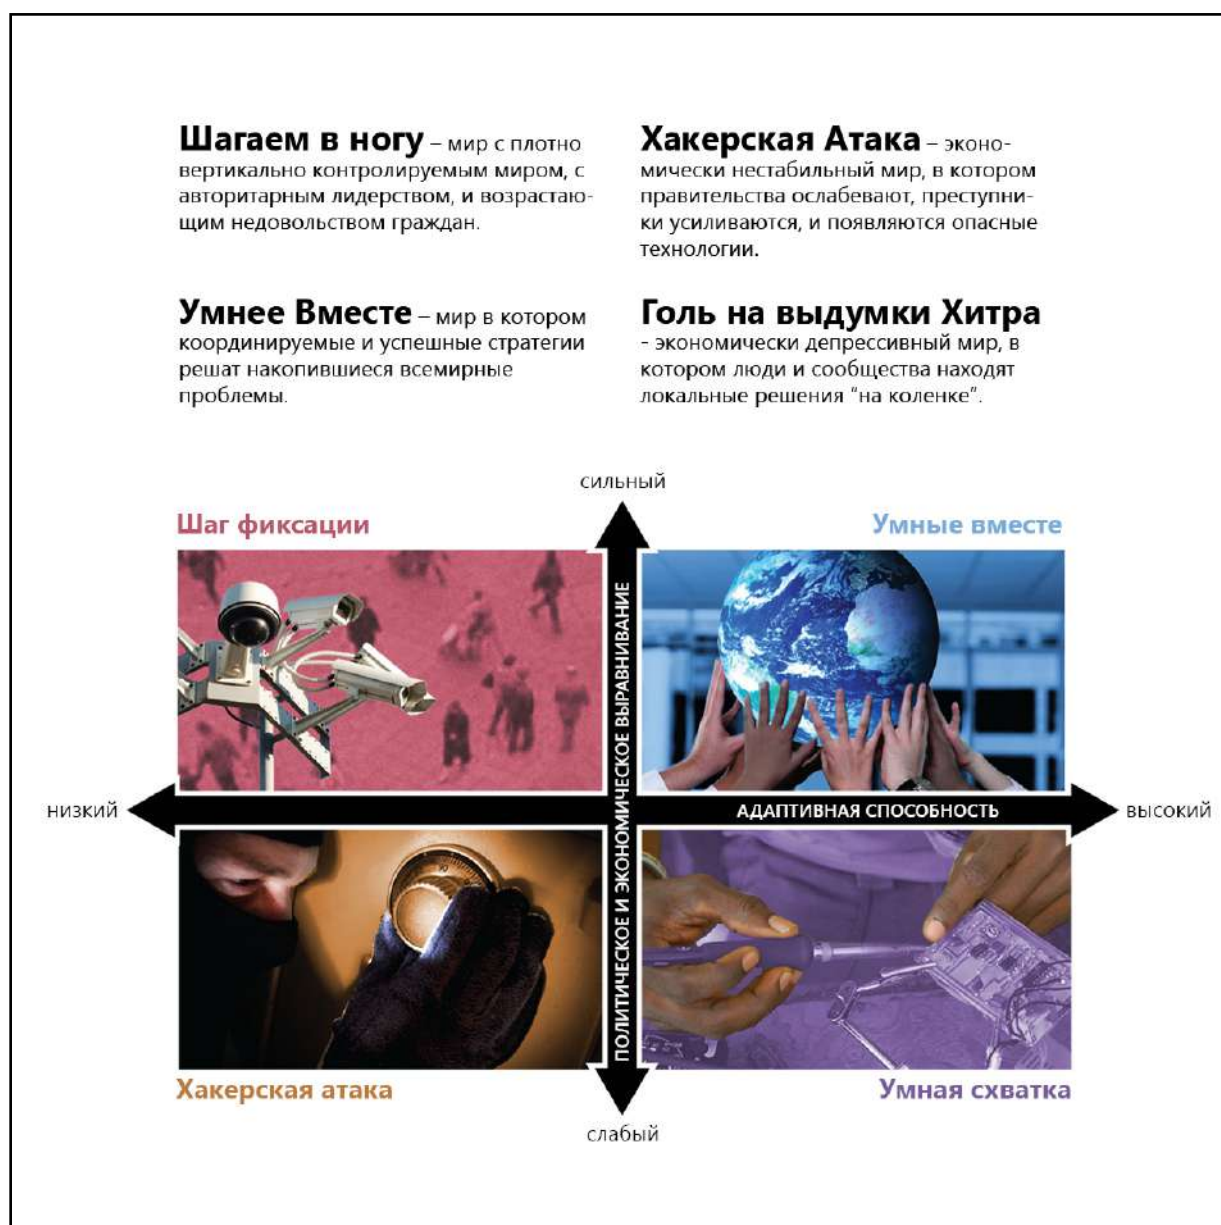 Шагаем в ногу – мир с плотно
вертикально контролируемым миром, с
авторитарным лидерством, и возрастаю-
щим недовольством граждан.
Хакерская Атака – эконо-
мически нестабильный мир, в котором
правительства ослабевают, преступни-
ки усиливаются, и появляются опасные
технологии.
Умнее Вместе – мир в котором
координируемые и успешные стратегии
решат накопившиеся всемирные
проблемы.
Голь на выдумки Хитра
- экономически депрессивный мир, в
котором люди и сообщества находят
локальные решения "на коленке".
сильный
Шаг фиксации
Умные вместе
ПОЛИТИЧЕСКОЕ И ЭКОНОМИЧЕСКОЕ ВЫРАВНИВАНИЕ
низкий
АДАПТИВНАЯ СПОСОБНОСТЬ
высокий
Хакерская атака
Умная схватка
слабый